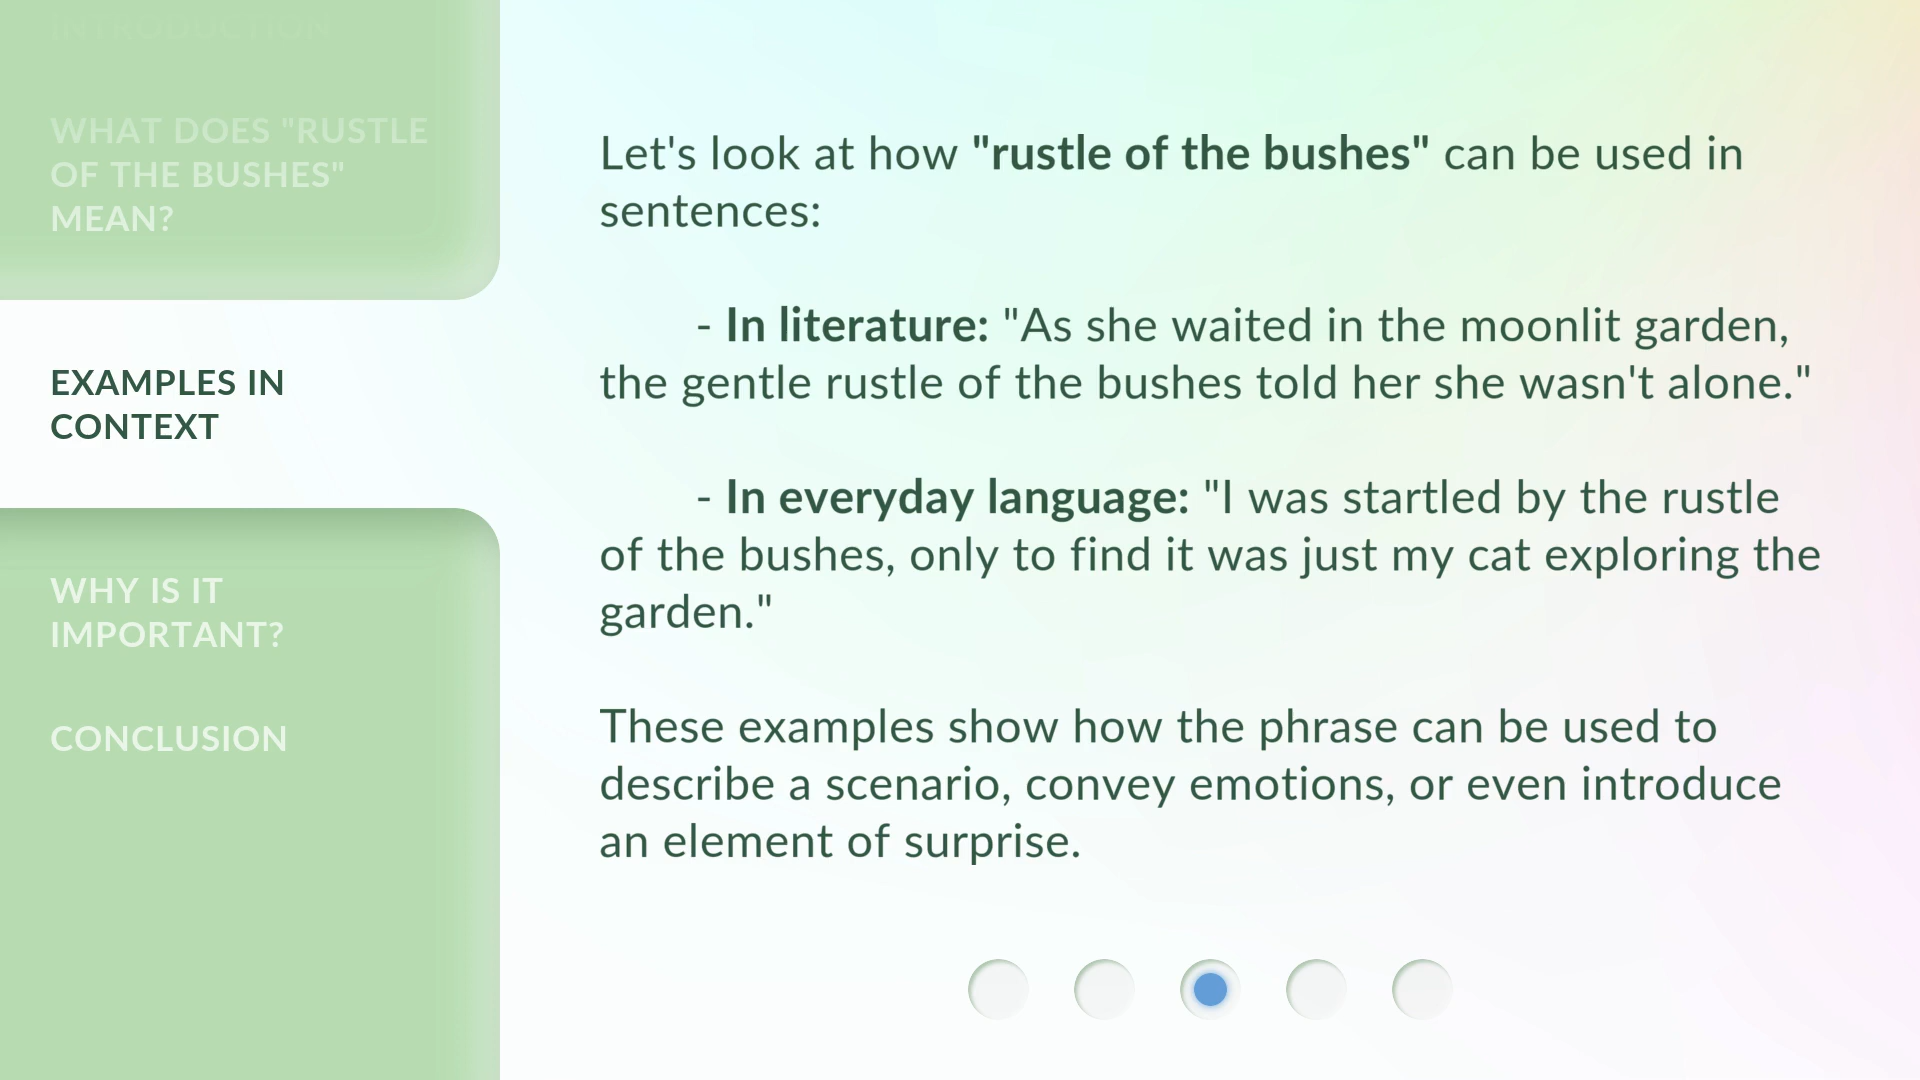 INTRODUCTION
WHAT DOES "RUSTLE
OF THE BUSHES"
MEAN?
EXAMPLES IN
CONTEXT
WHY IS IT
IMPORTANT?
CONCLUSION
Let's look at how "rustle of the bushes" can be used in
sentences:
- In literature: "As she waited in the moonlit garden,
the gentle rustle of the bushes told her she wasn't alone."
- In everyday language: "I was startled by the rustle
of the bushes, only to find it was just my cat exploring the
garden."
These examples show how the phrase can be used to
describe a scenario, convey emotions, or even introduce
an element of surprise.